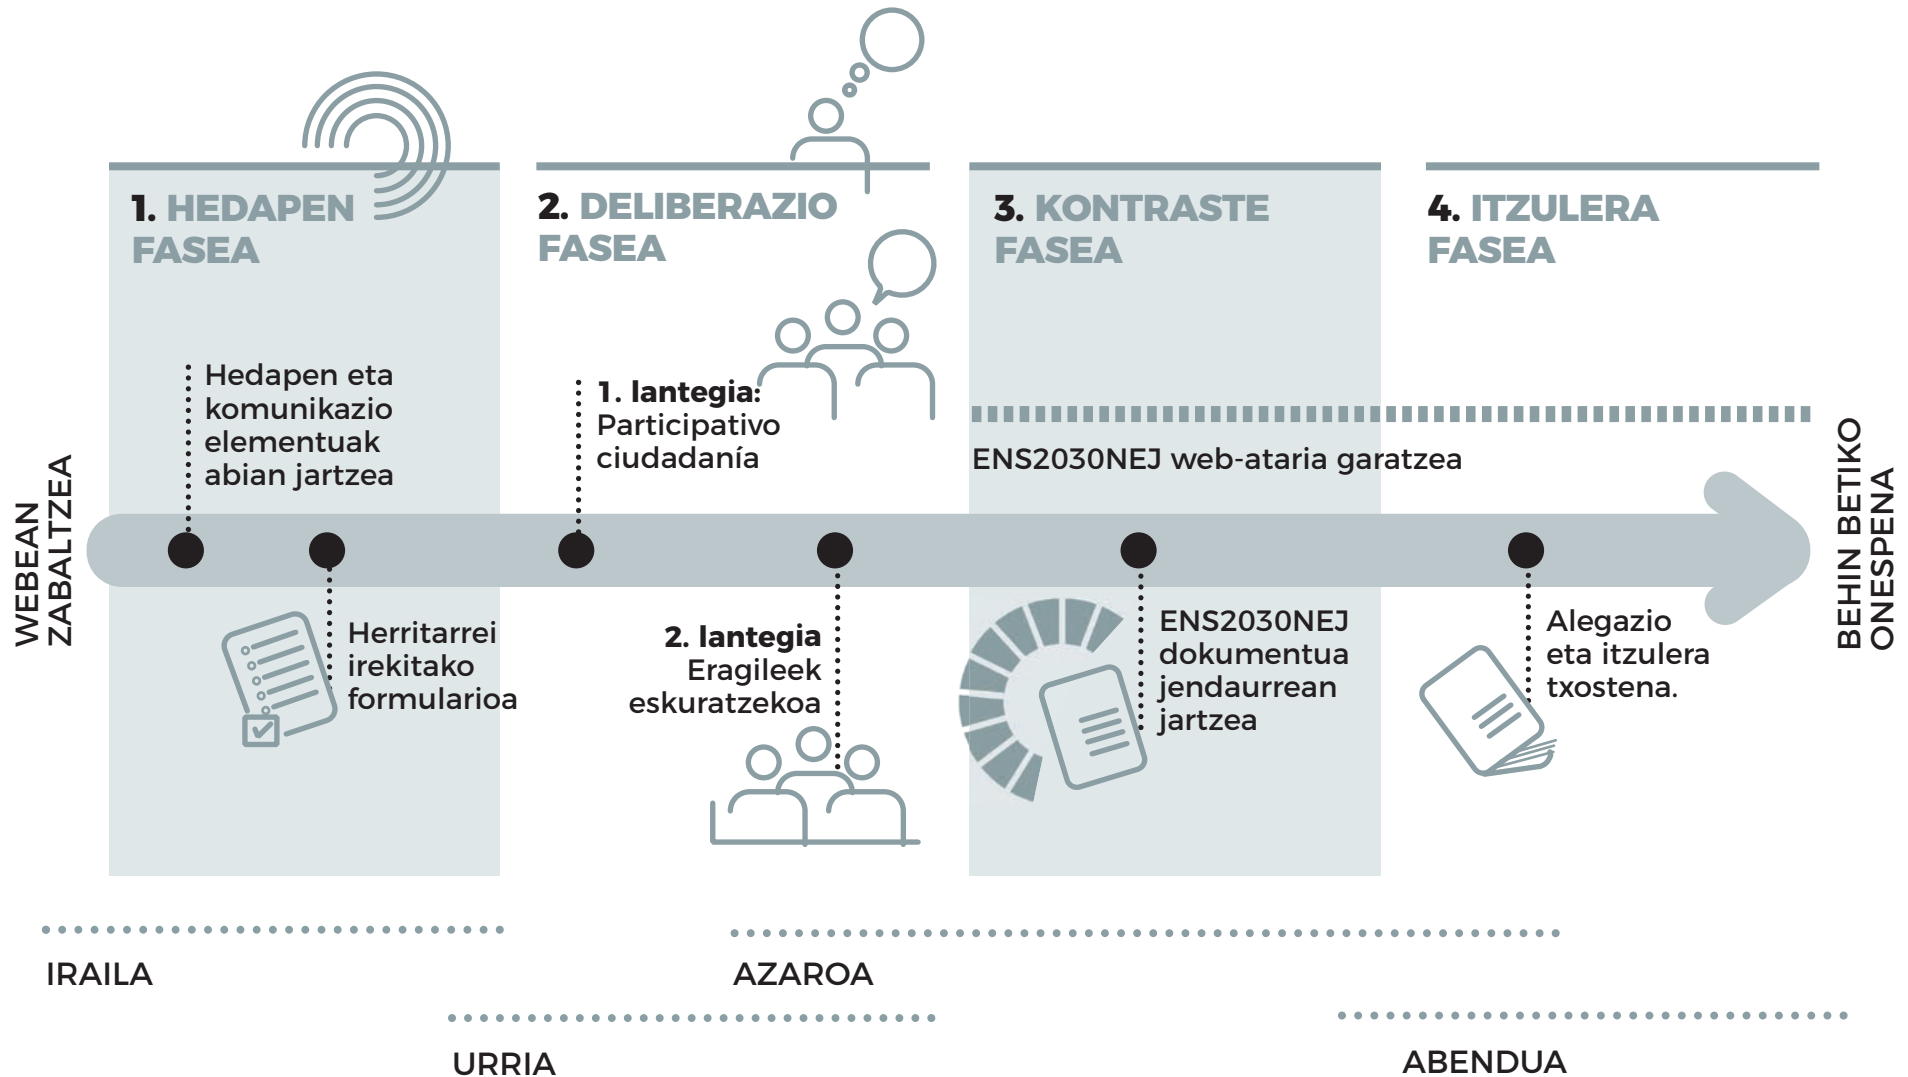 1. HEDAPEN
FASEA
2. DELIBERAZIO
FASEA
3. KONTRASTE
FASEA
4. ITZULERA
FASEA
Hedapen eta
komunikazio
elementuak
abian jartzea
1. lantegia:
Participativo
ciudadanía
ENS2030NEJ web-ataria garatzea
WEBEAN
ZABALTZEA
BEHIN BETIKO
ONESPENA
Herritarrei
irekitako
formularioa
2. lantegia
Eragileek
eskuratzekoa
ENS2030NEJ
dokumentua
jendaurrean
jartzea
Alegazio
eta itzulera
txostena.
IRAILA
AZAROA
URRIA
ABENDUA